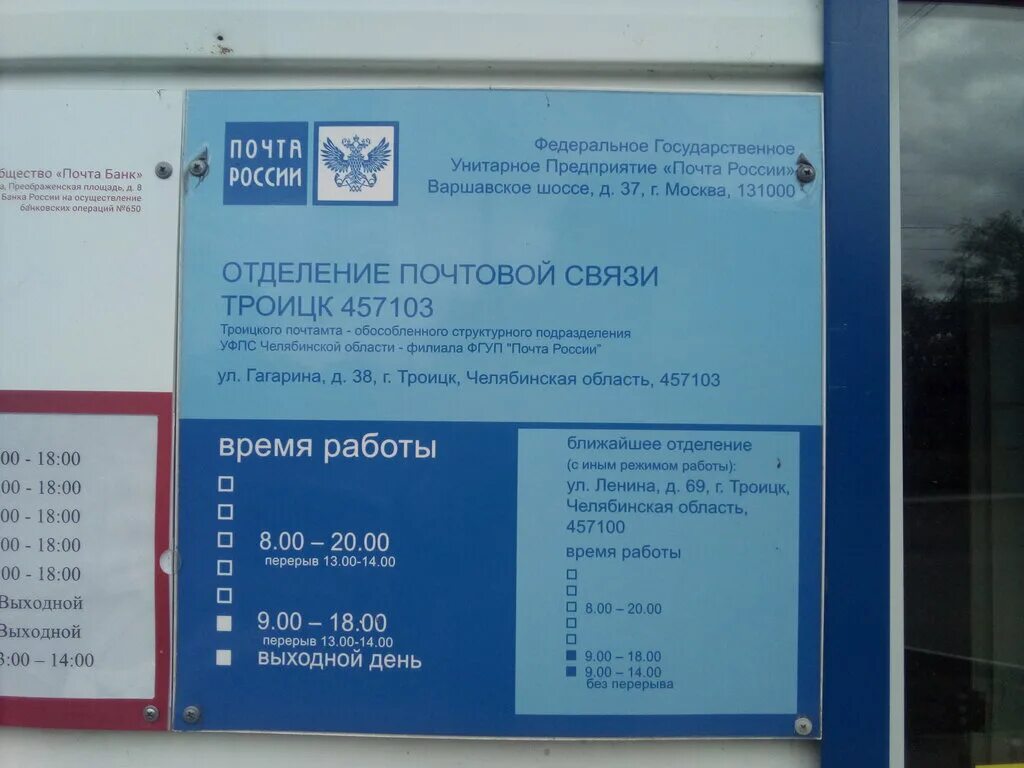 общество «Почта Банк»
Преображенская площадь, д. 8
Банка России на осуществление
банковских операций №650
00 - 18:00
00 - 18:00
00 - 18:00
00 - 18:00
00 - 18:00
Выходной
Выходной
3:00 – 14:00
ПОЧТА
РОССИИ
Федеральное Государственное
Унитарное Предприятие «Почта России»
Варшавское шоссе, д. 37, г. Москва, 131000
ОТДЕЛЕНИЕ ПОЧТОВОЙ СВЯЗИ
ТРОИЦК 457103
Троицкого почтамта - обособленного структурного подразделения
УФПС Челябинской области - филиала ФГУП "Почта России"
ул. Гагарина, д. 38, г. Троицк, Челябинская область, 457103
время работы
8.00 – 20.00
перерыв 13.00-14.00
9.00 – 18.00
перерыв 13.00-14.00
выходной день
ближайшее отделение
(с иным режимом работы):
ул. Ленина, д. 69, г. Троицк,
Челябинская область,
457100
время работы
8.00 – 20.00
9.00 – 18.00
9.00 – 14.00
без перерыва